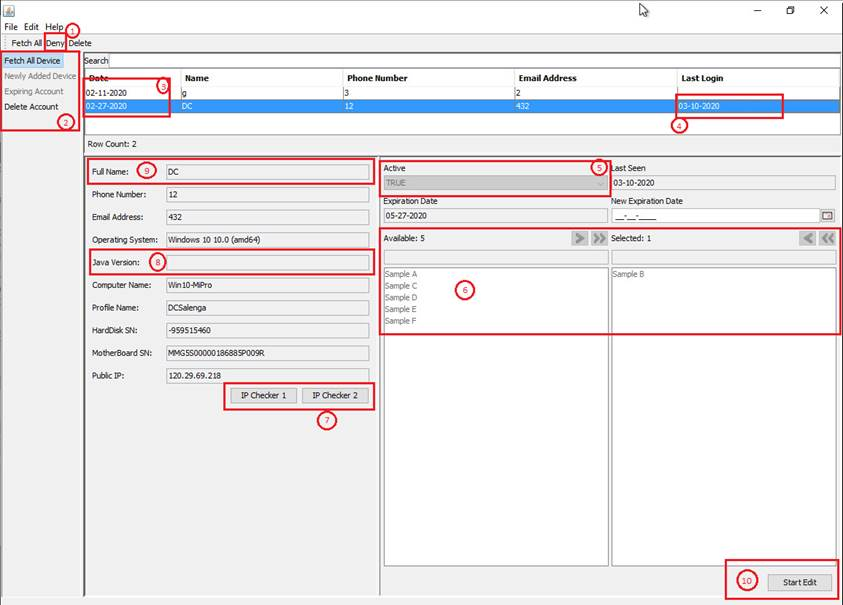 File Edit Help
1
Fetch All Deny Delete
Fetch All Device
Newly Added Device
Expiring Account
Delete Account
2
Search
Date Name Phone Number Email Address Last Login
3
02-11-2020 g 3 2
02-27-2020 DC 12 432 03-10-2020
4
Row Count: 2
Full Name: 9 DC
Phone Number: 12
Email Address: 432
Operating System: Windows 10 10.0 (amd64)
Java Version: 8
Computer Name: Win10-MiPro
Profile Name: DCSalenga
HardDisk SN: -959515460
MotherBoard SN: MMG5S00000186885P009R
Public IP: 120.29.69.218
IP Checker 1 IP Checker 2
7
Active 5 Last Seen
TRUE 03-10-2020
Expiration Date New Expiration Date
05-27-2020 __-__-____
Available: 5 > >> Selected: 1 < <<
Sample A Sample B
Sample C
Sample D
Sample E
Sample F
6
10 Start Edit